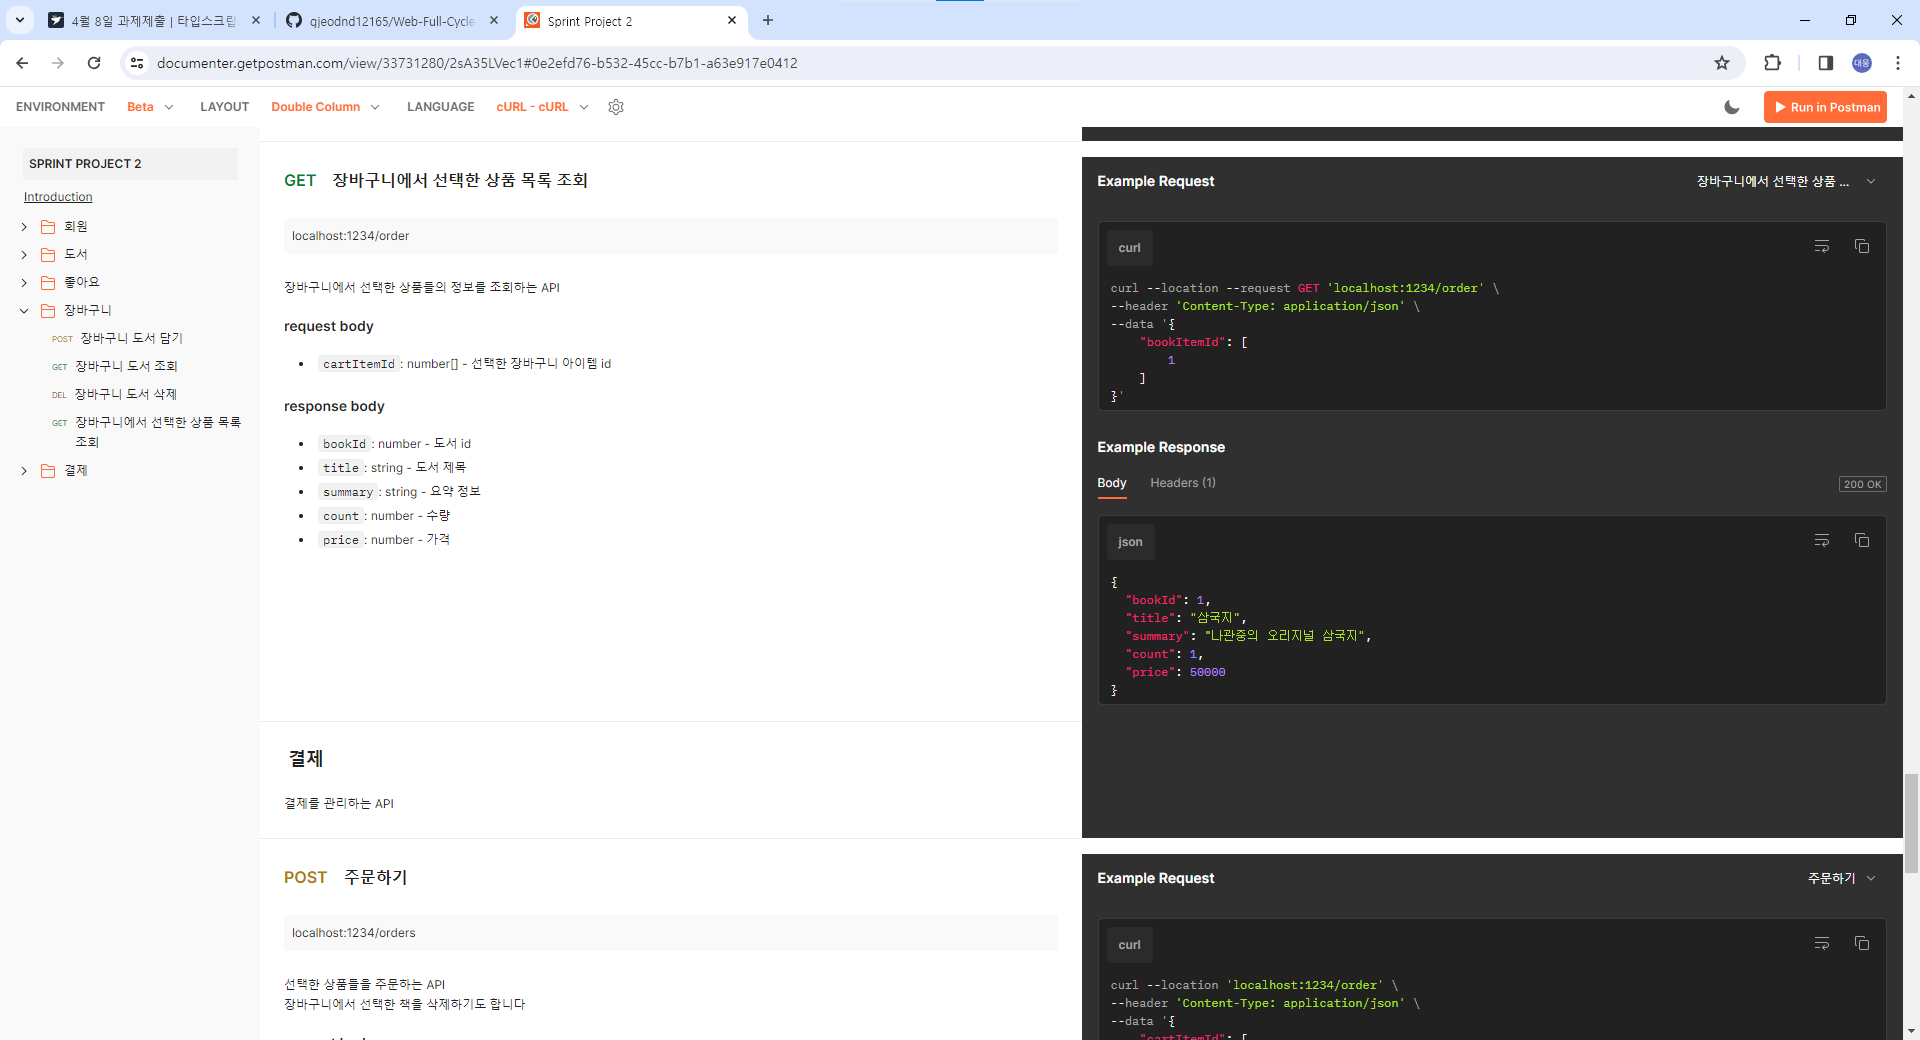 4월 8일 과제제출 | 타입스크립
qjeodnd12165/Web-Full-Cycle
Sprint Project 2
documenter.getpostman.com/view/33731280/2sA35LVec1#0e2efd76-b532-45cc-b7b1-a63e917e0412
대웅
ENVIRONMENT Beta LAYOUT Double Column LANGUAGE cURL - cURL
Run in Postman
SPRINT PROJECT 2
Introduction
회원
도서
좋아요
장바구니
POST 장바구니 도서 담기
GET 장바구니 도서 조회
DEL 장바구니 도서 삭제
GET 장바구니에서 선택한 상품 목록
조회
결제
GET 장바구니에서 선택한 상품 목록 조회
localhost:1234/order
장바구니에서 선택한 상품들의 정보를 조회하는 API
request body
cartItemId : number[] - 선택한 장바구니 아이템 id
response body
bookId : number - 도서 id
title : string - 도서 제목
summary : string - 요약 정보
count : number - 수량
price : number - 가격
Example Request
장바구니에서 선택한 상품 ...
curl
curl --location --request GET 'localhost:1234/order' \
--header 'Content-Type: application/json' \
--data '{
"bookItemId": [
1
]
}'
Example Response
Body Headers (1)
200 OK
json
{
"bookId": 1,
"title": "삼국지",
"summary": "나관중의 오리지널 삼국지",
"count": 1,
"price": 50000
}
결제
결제를 관리하는 API
POST 주문하기
localhost:1234/orders
선택한 상품들을 주문하는 API
장바구니에서 선택한 책을 삭제하기도 합니다
Example Request
주문하기
curl
curl --location 'localhost:1234/order' \
--header 'Content-Type: application/json' \
--data '{
"cartItemId": [